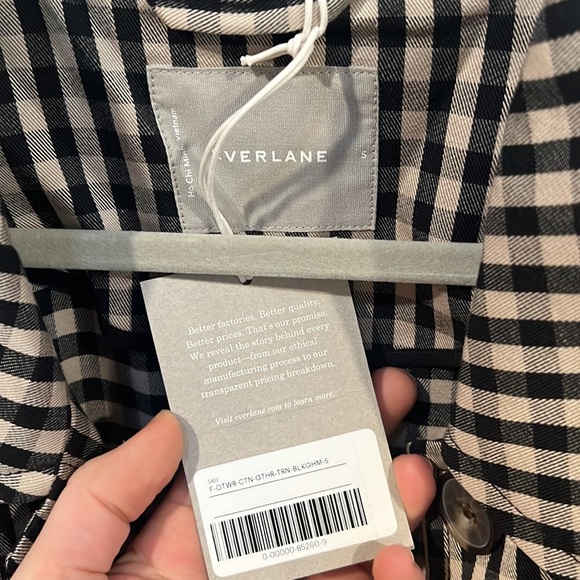 Ho Chi Minh, Vietnam
VERLANE
S
Better factories. Better quality.
Better prices. That's our promise.
We reveal the story behind every
product—from our ethical
manufacturing process to our
transparent pricing breakdown.
Visit everlane.com to learn more.
SKU
F-OTWR-CTN-GTHR-TRN-BLKGHM-S
0-00000-85260-9